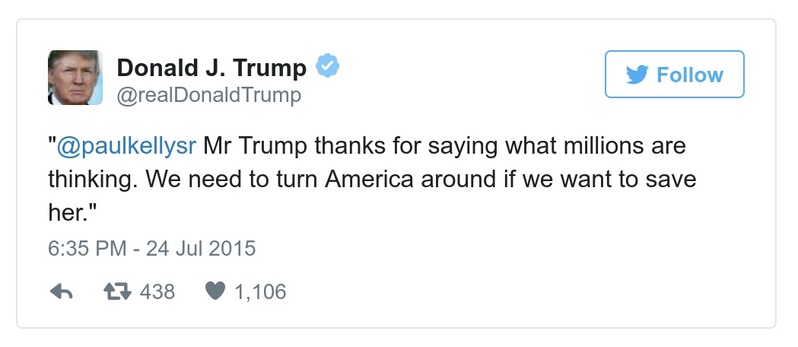 Donald J. Trump
@realDonaldTrump
Follow
"@paulkellysr Mr Trump thanks for saying what millions are
thinking. We need to turn America around if we want to save
her."
6:35 PM - 24 Jul 2015
438 1,106